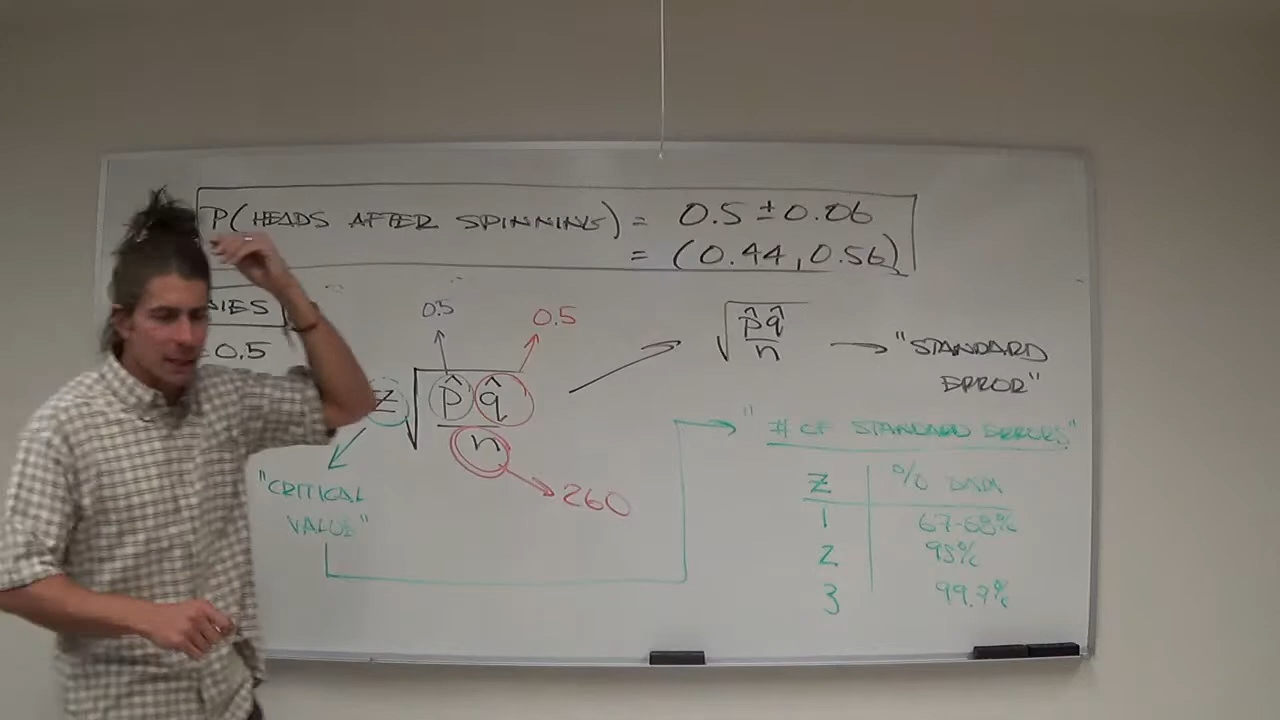 P(HEADS AFTER SPINNING) = 0.5 ± 0.06
= (0.44, 0.56)
= 0.5
0.5
0.5
z √(p̂ q̂ / n)
260
"CRITICAL
VALUE"
√(p̂q̂ / n)
"STANDARD
ERROR"
"# OF STANDARD ERRORS"
Z % DATA
1 67-68%
2 95%
3 99.7%